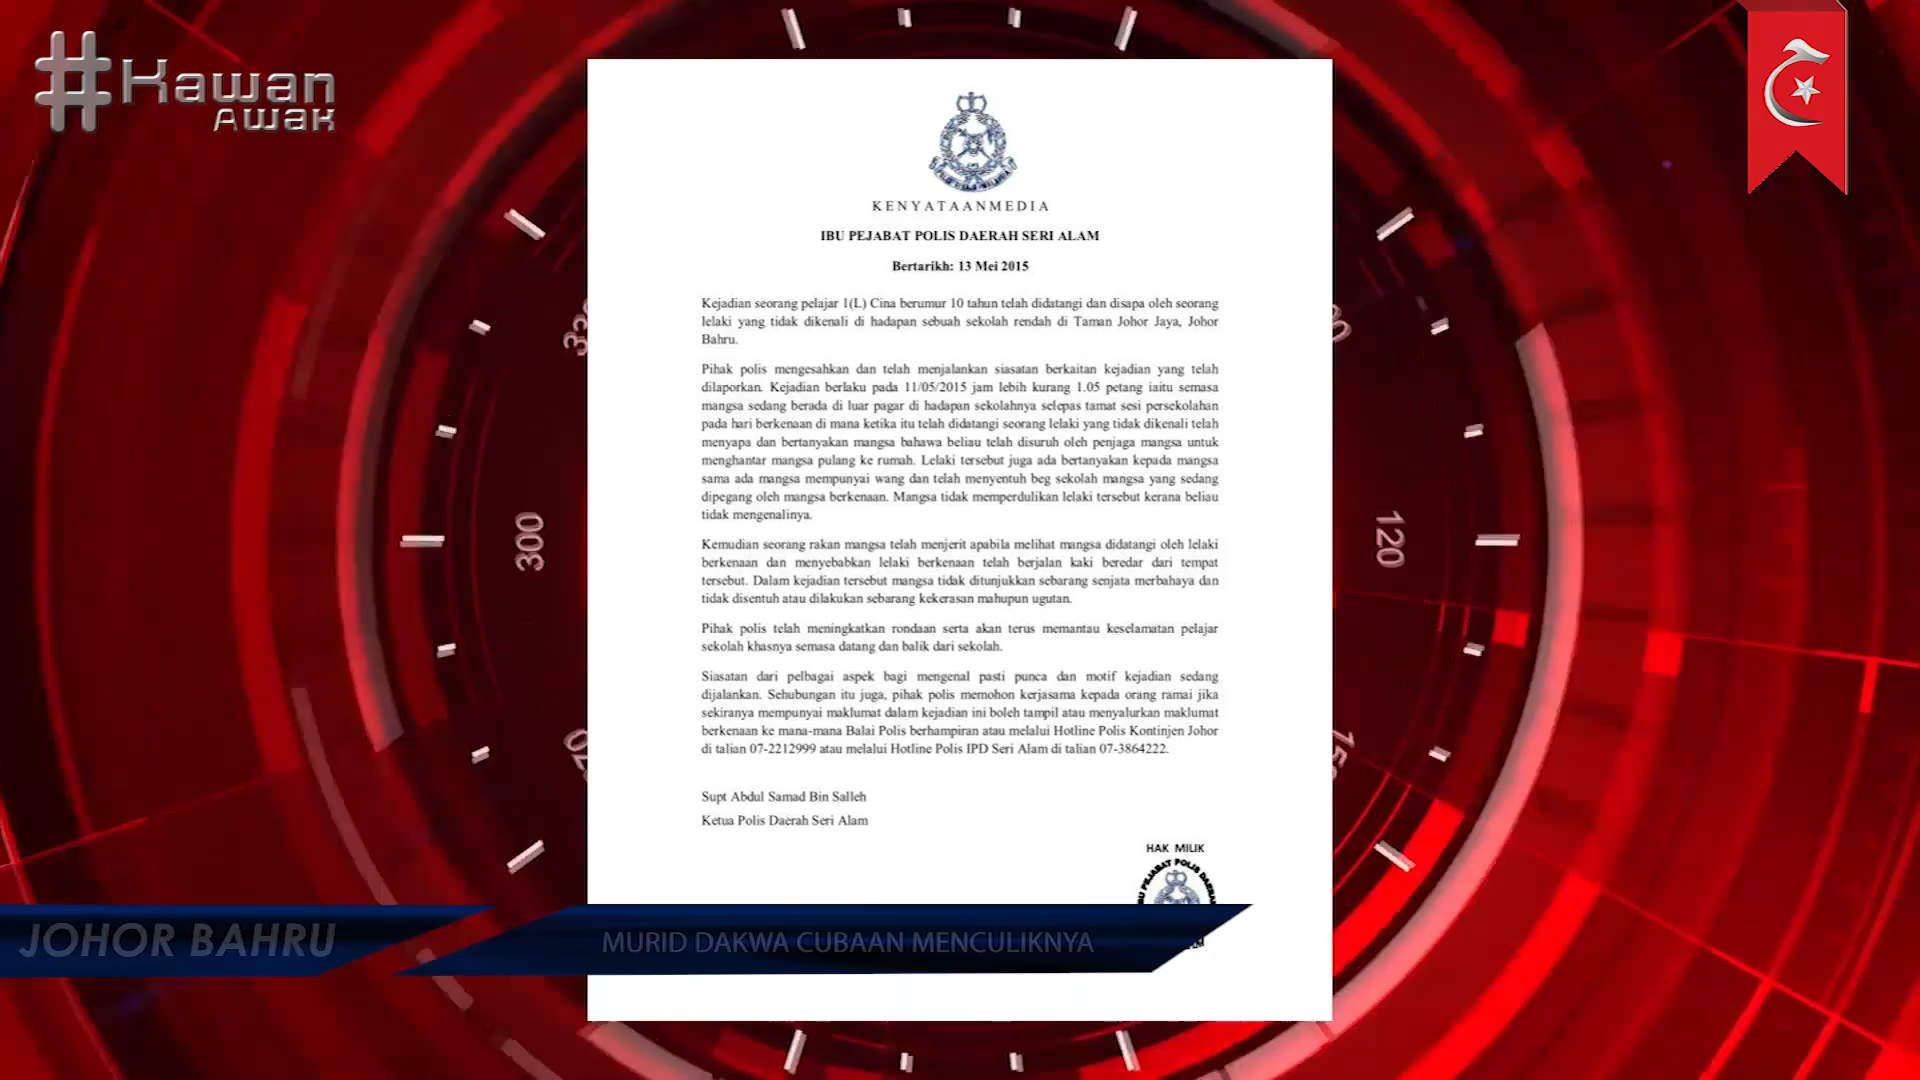 #Kawan
Awak
KENYATAANMEDIA
IBU PEJABAT POLIS DAERAH SERI ALAM
Bertarikh: 13 Mei 2015
Kejadian seorang pelajar 1(L) Cina berumur 10 tahun telah didatangi dan disapa oleh seorang
lelaki yang tidak dikenali di hadapan sebuah sekolah rendah di Taman Johor Jaya, Johor
Bahru.
Pihak polis mengesahkan dan telah menjalankan siasatan berkaitan kejadian yang telah
dilaporkan. Kejadian berlaku pada 11/05/2015 jam lebih kurang 1.05 petang iaitu semasa
mangsa sedang berada di luar pagar di hadapan sekolahnya selepas tamat sesi persekolahan
pada hari berkenaan di mana ketika itu telah didatangi seorang lelaki yang tidak dikenali telah
menyapa dan bertanyakan mangsa bahawa beliau telah disuruh oleh penjaga mangsa untuk
menghantar mangsa pulang ke rumah. Lelaki tersebut juga ada bertanyakan kepada mangsa
sama ada mangsa mempunyai wang dan telah menyentuh beg sekolah mangsa yang sedang
dipegang oleh mangsa berkenaan. Mangsa tidak memperdulikan lelaki tersebut kerana beliau
tidak mengenalinya.
Kemudian seorang rakan mangsa telah menjerit apabila melihat mangsa didatangi oleh lelaki
berkenaan dan menyebabkan lelaki berkenaan telah berjalan kaki beredar dari tempat
tersebut. Dalam kejadian tersebut mangsa tidak ditunjukkan sebarang senjata merbahaya dan
tidak disentuh atau dilakukan sebarang kekerasan mahupun ugutan.
Pihak polis telah meningkatkan rondaan serta akan terus memantau keselamatan pelajar
sekolah khasnya semasa datang dan balik dari sekolah.
Siasatan dari pelbagai aspek bagi mengenal pasti punca dan motif kejadian sedang
dijalankan. Sehubungan itu juga, pihak polis memohon kerjasama kepada orang ramai jika
sekiranya mempunyai maklumat dalam kejadian ini boleh tampil atau menyalurkan maklumat
berkenaan ke mana-mana Balai Polis berhampiran atau melalui Hotline Polis Kontinjen Johor
di talian 07-2212999 atau melalui Hotline Polis IPD Seri Alam di talian 07-3864222.
Supt Abdul Samad Bin Salleh
Ketua Polis Daerah Seri Alam
HAK MILIK
PEJABAT POLIS DAERAH
300
120
JOHOR BAHRU
MURID DAKWA CUBAAN MENCULIKNYA